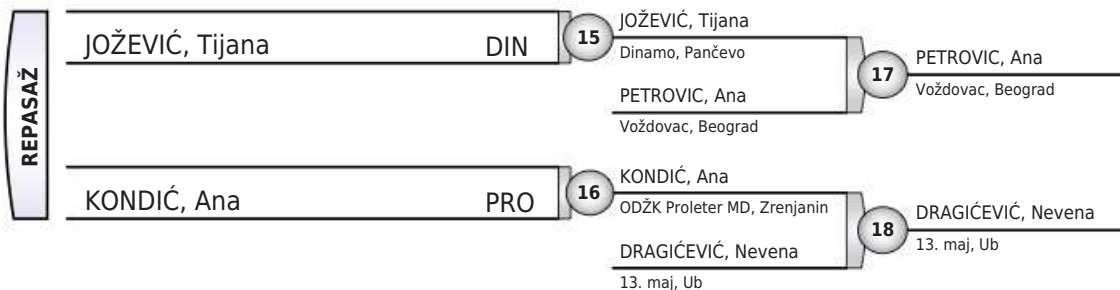 REPASAŽ
JOŽEVIĆ, Tijana DIN
15
JOŽEVIĆ, Tijana
Dinamo, Pančevo
PETROVIC, Ana
Voždovac, Beograd
17
PETROVIC, Ana
Voždovac, Beograd
KONDIĆ, Ana PRO
16
KONDIĆ, Ana
ODŽK Proleter MD, Zrenjanin
DRAGIĆEVIĆ, Nevena
13. maj, Ub
18
DRAGIĆEVIĆ, Nevena
13. maj, Ub